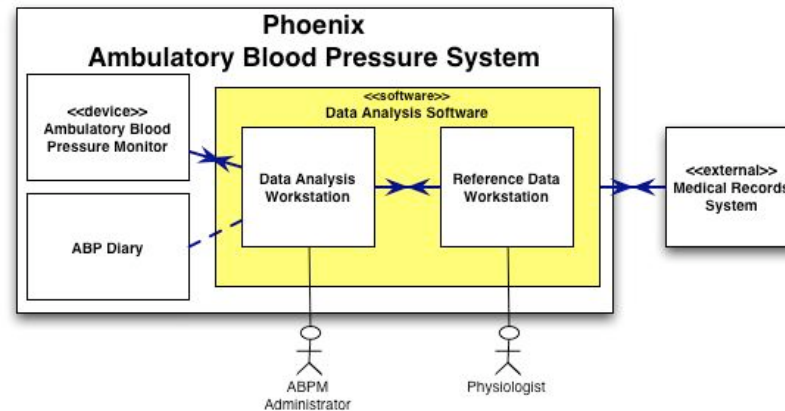 Phoenix
Ambulatory Blood Pressure System
<<device>>
Ambulatory Blood
Pressure Monitor
ABP Diary
<<software>>
Data Analysis Software
Data Analysis
Workstation
Reference Data
Workstation
<<external>>
Medical Records
System
ABPM
Administrator
Physiologist